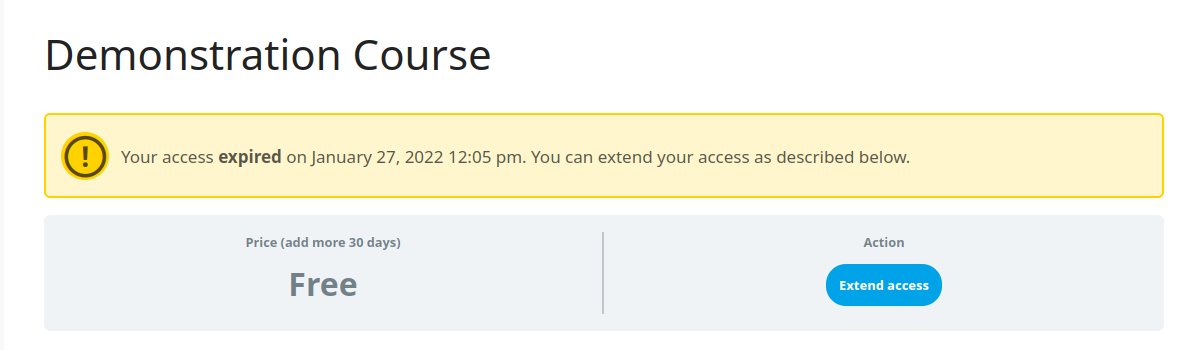 Demonstration Course
Your access expired on January 27, 2022 12:05 pm. You can extend your access as described below.
Price (add more 30 days)
Free
Action
Extend access